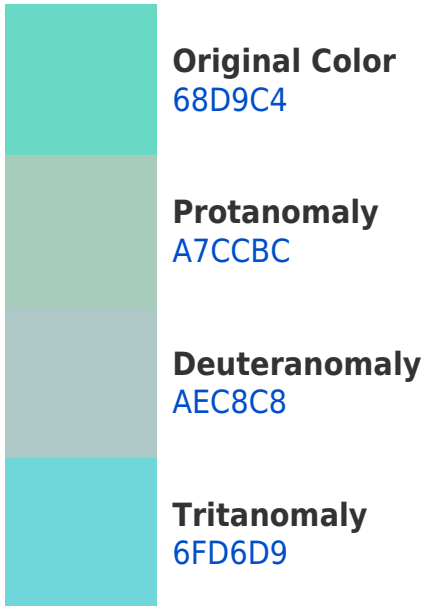 Original Color
68D9C4
Protanomaly
A7CCBC
Deuteranomaly
AEC8C8
Tritanomaly
6FD6D9